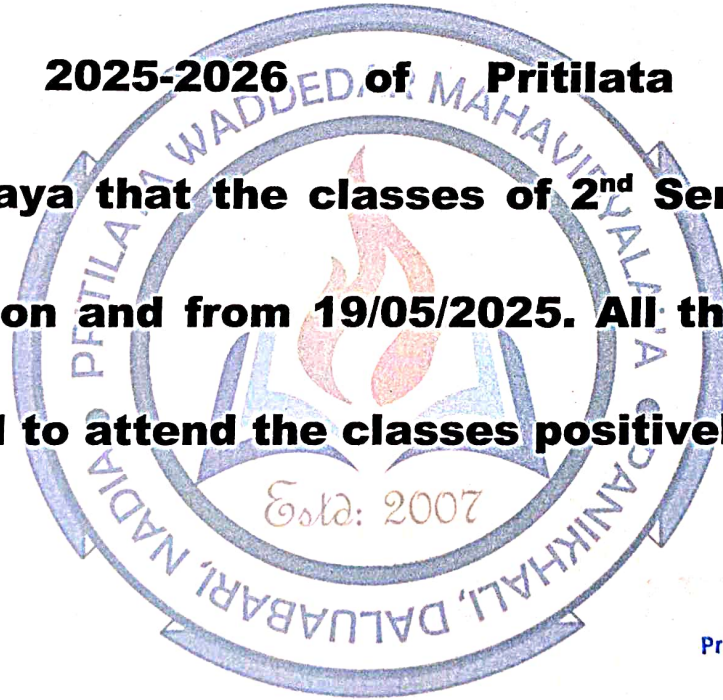 2025-2026 of Pritilata
aya that the classes of 2nd Ser
on and from 19/05/2025. All th
to attend the classes positivel
PRITILATA WADDEDAR MAHAVIDYALAYA
PANIKHALI, DALUABARI, NADIA
Estd: 2007
Pr